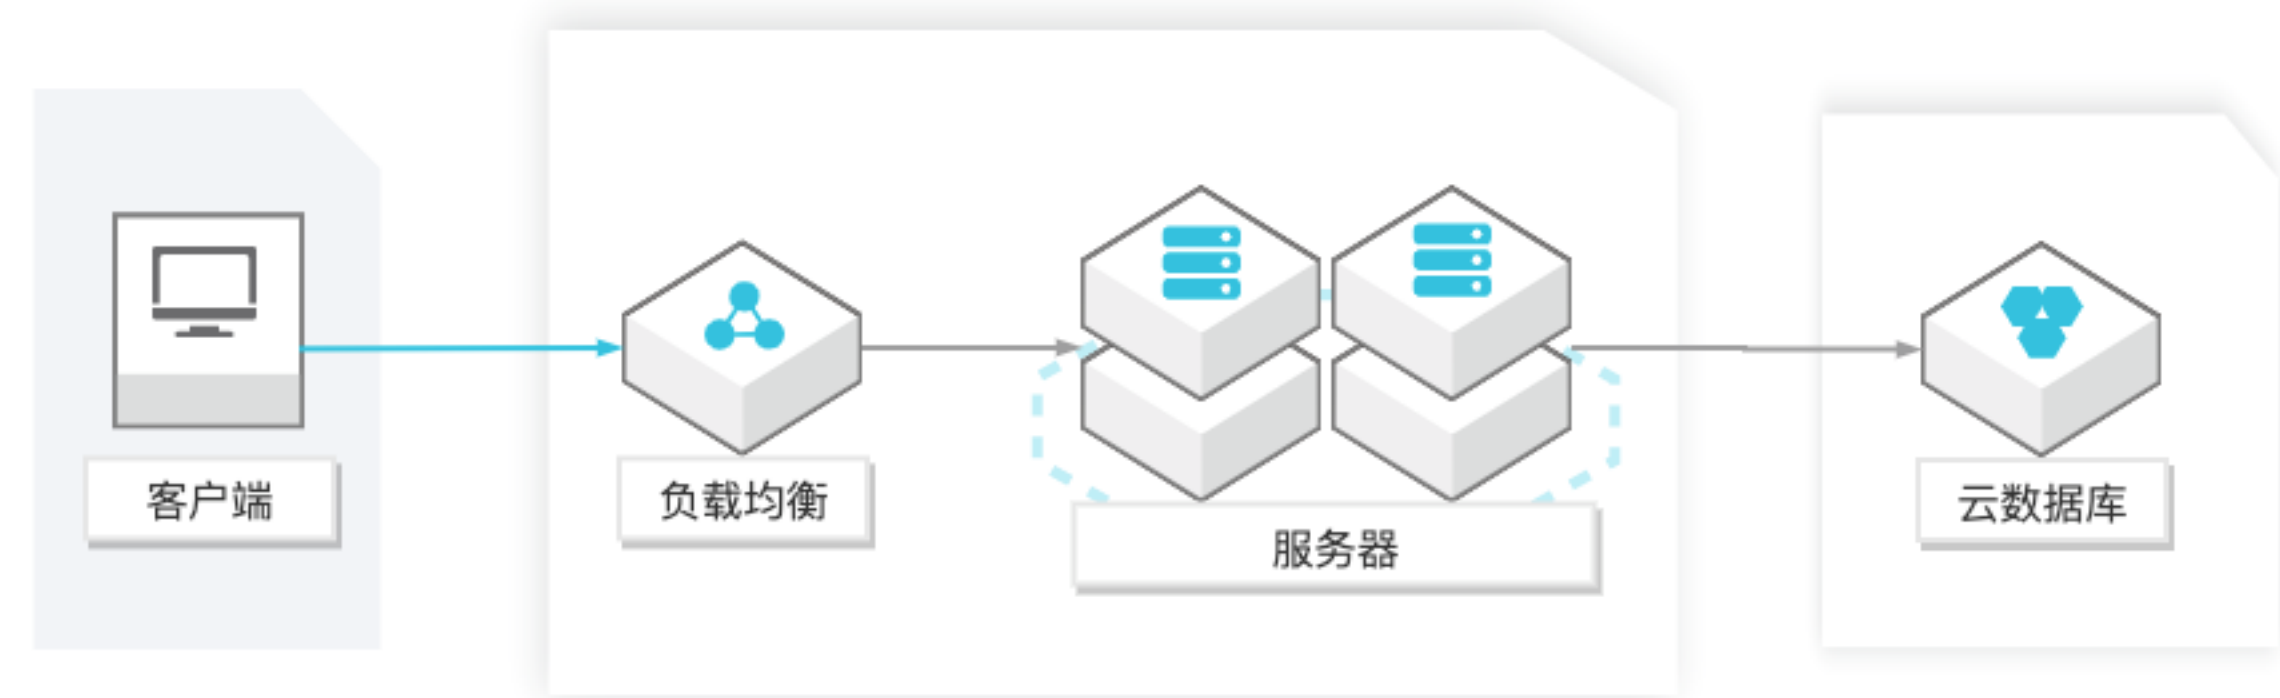 客户端
负载均衡
服务器
云数据库